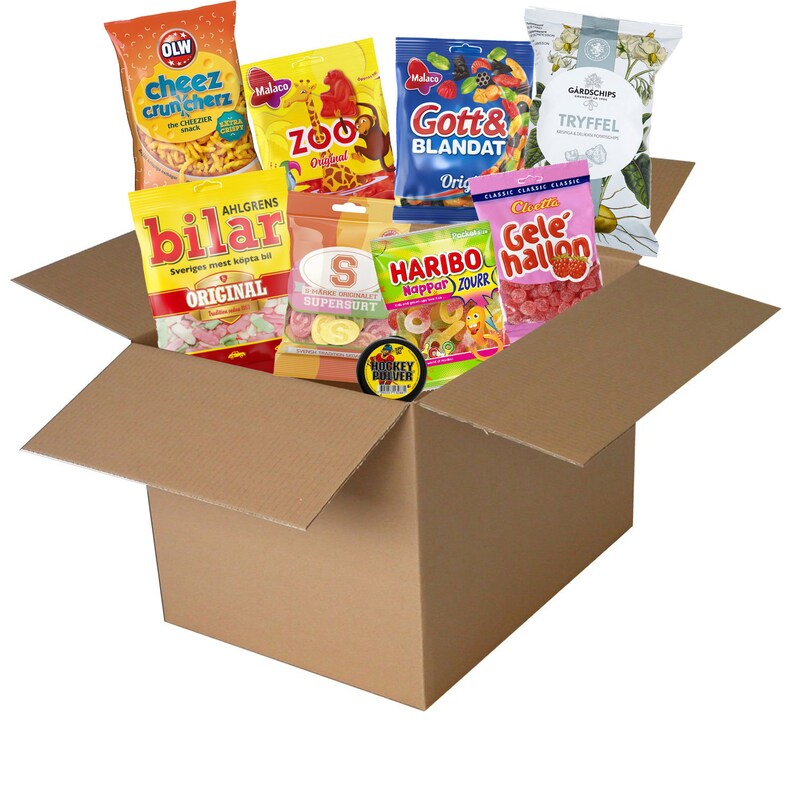 OLW
cheez
cruncherz
the CHEEZIER
snack
EXTRA
CRISPY
Malaco
ZOO
Original
Malaco
Gott&
BLANDAT
Orig
GÅRDSCHIPS
TRYFFEL
AHLGRENS
bilar
Sveriges mest köpta bil
ORIGINAL
S
S-MÄRKE ORIGINALET
SUPERSURT
HARIBO
Nappar ZOURR
CLASSIC CLASSIC CLASSIC
Cloetta
Gelé
hallon
HOCKEY
PULVER